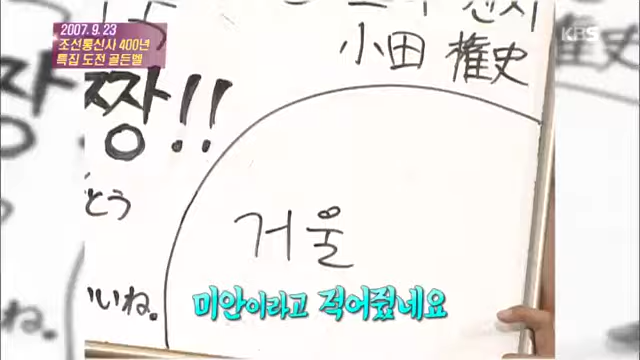 2007. 9. 23
조선통신사 400년
특집 도전 골든벨
KBS
小田 権史
짱!!
とう
거울
いいね。
미안이라고 적어줬네요